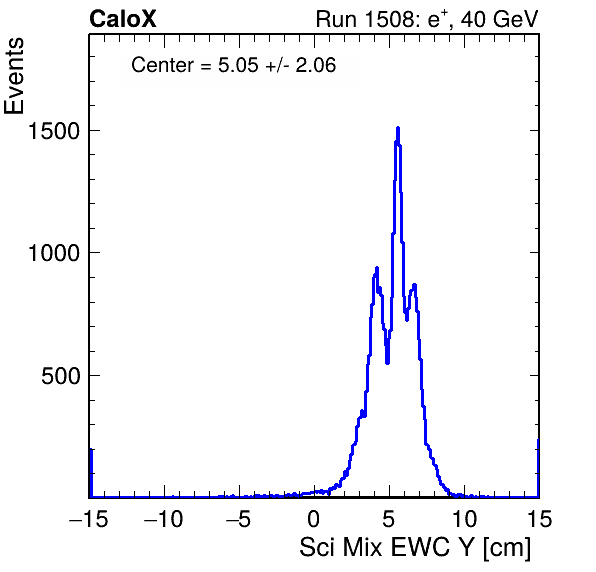 CaloX Run 1508: e⁺, 40 GeV
Events
Center = 5.05 +/- 2.06
1500
1000
500
−15 −10 −5 0 5 10 15
Sci Mix EWC Y [cm]